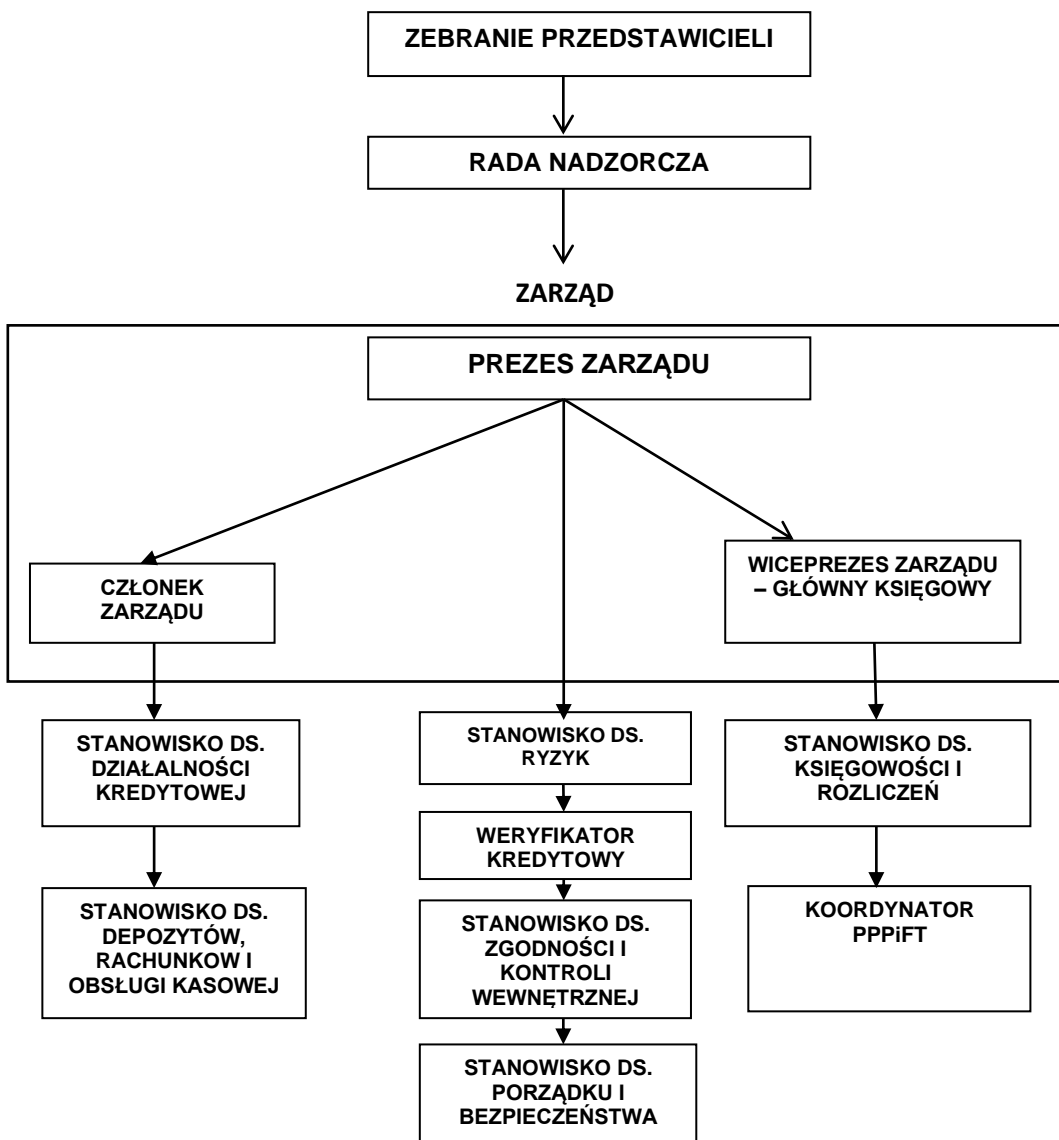 ZEBRANIE PRZEDSTAWICIELI
RADA NADZORCZA
ZARZĄD
PREZES ZARZĄDU
CZŁONEK
ZARZĄDU
WICEPREZES ZARZĄDU
– GŁÓWNY KSIĘGOWY
STANOWISKO DS.
DZIAŁALNOŚCI
KREDYTOWEJ
STANOWISKO DS.
DEPOZYTÓW,
RACHUNKOW I
OBSŁUGI KASOWEJ
STANOWISKO DS.
RYZYK
WERYFIKATOR
KREDYTOWY
STANOWISKO DS.
ZGODNOŚCI I
KONTROLI
WEWNĘTRZNEJ
STANOWISKO DS.
PORZĄDKU I
BEZPIECZEŃSTWA
STANOWISKO DS.
KSIĘGOWOŚCI I
ROZLICZEŃ
KOORDYNATOR
PPPiFT